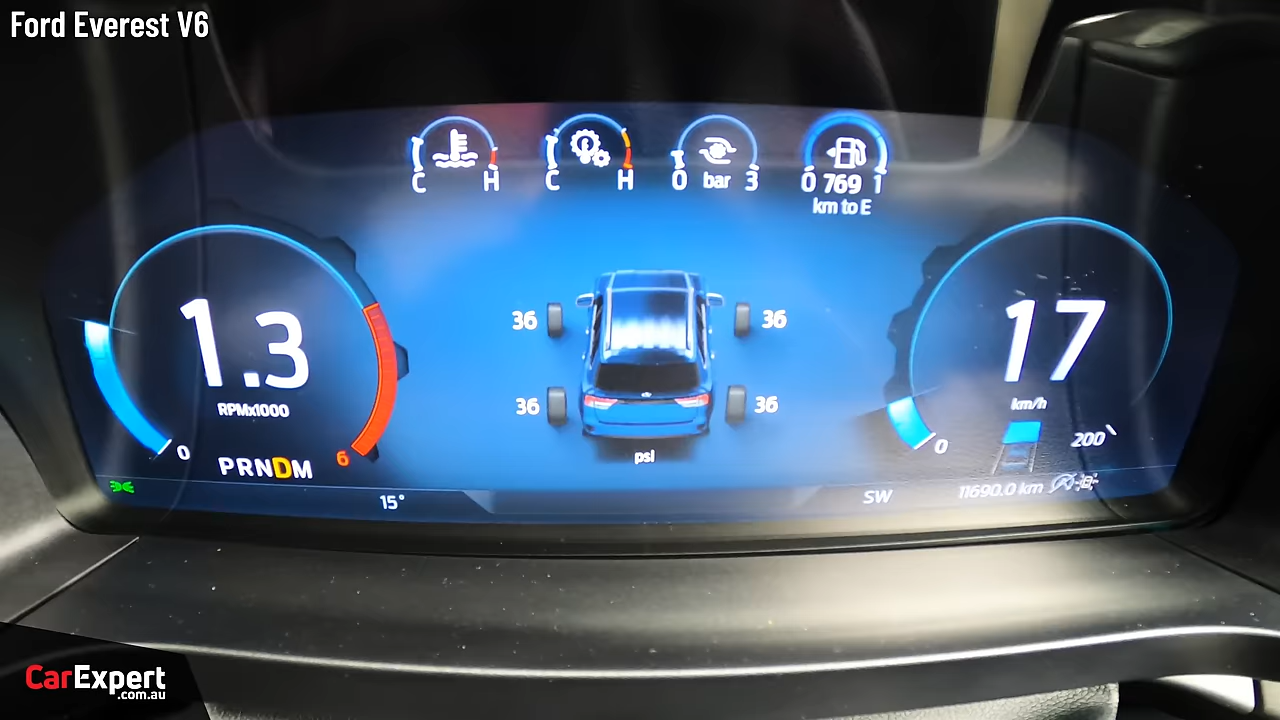 Ford Everest V6
C H
C H
0 bar 3
0 769 1
km to E
1.3
RPMx1000
0
6
PRNDM
36 36
36 36
psi
17
km/h
0
200
15°
SW
11690.0 km
CarExpert
.com.au